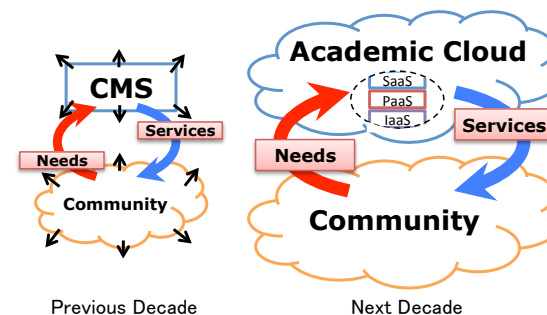 CMS
Services
Needs
Community
Previous Decade
Academic Cloud
SaaS
PaaS
IaaS
Services
Needs
Community
Next Decade